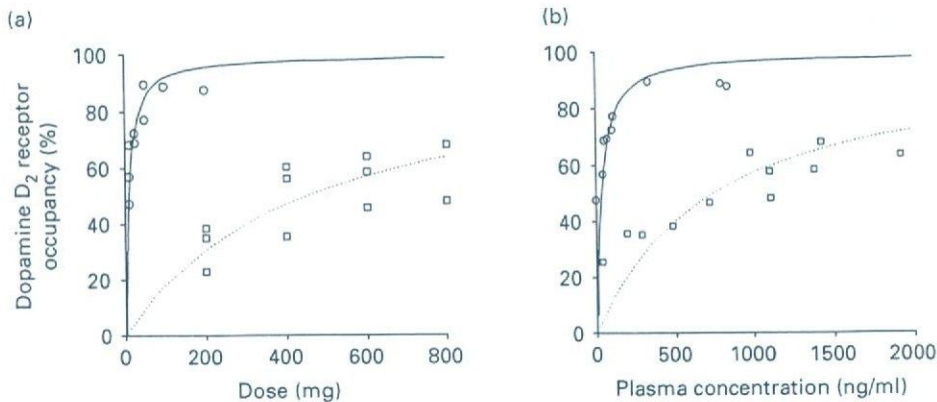 (a)
Dopamine D₂ receptor
occupancy (%)
100
80
60
40
20
0
0 200 400 600 800
Dose (mg)
(b)
100
80
60
40
20
0
0 500 1000 1500 2000
Plasma concentration (ng/ml)